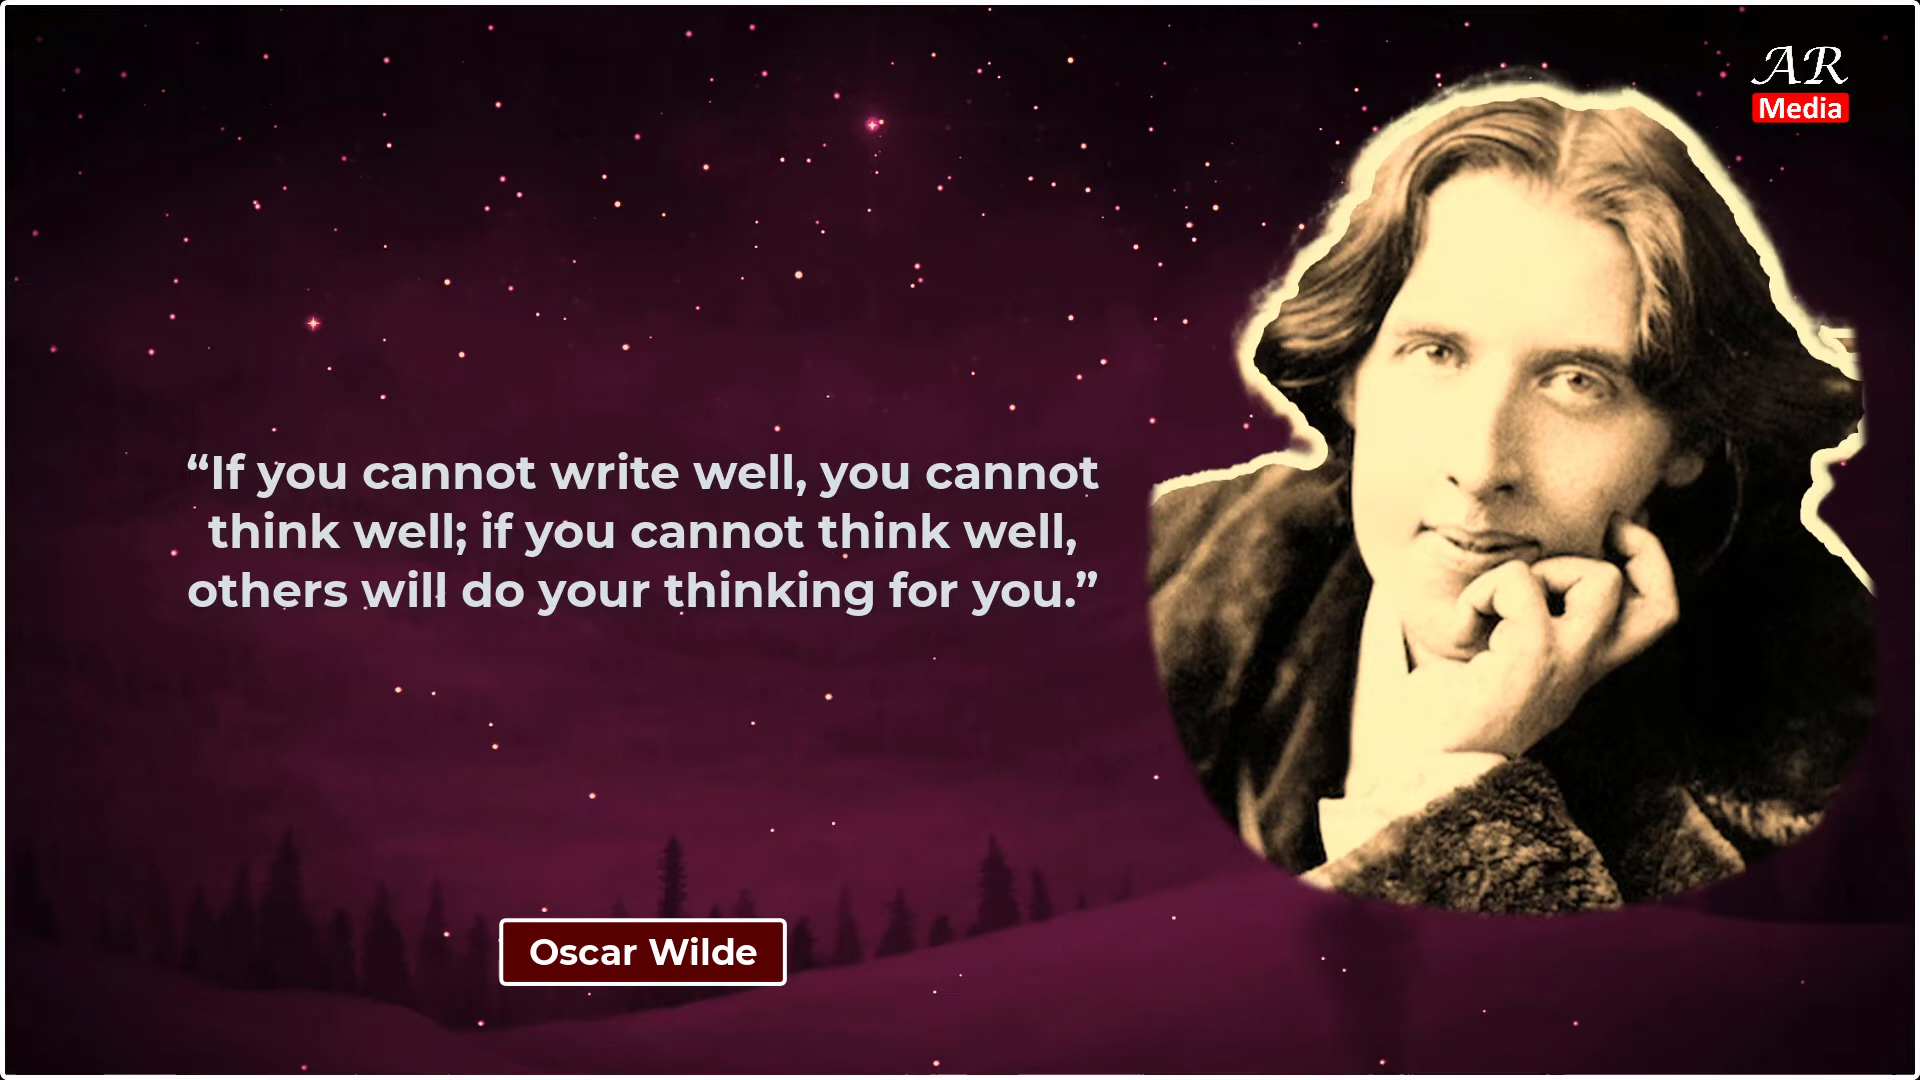 AR
Media
“If you cannot write well, you cannot
think well; if you cannot think well,
others will do your thinking for you.”
Oscar Wilde